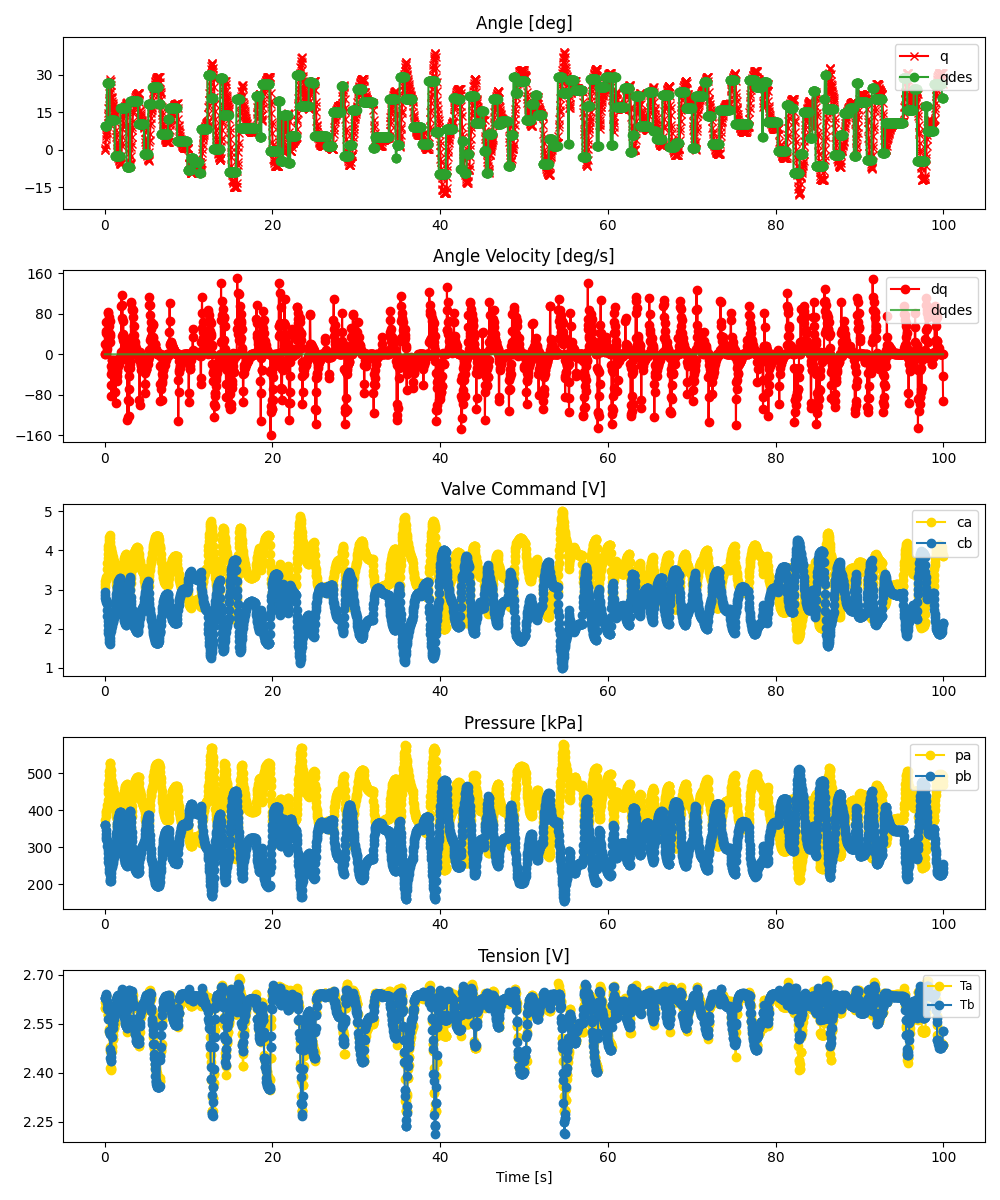 Angle [deg]
30
15
0
−15
q
qdes
0 20 40 60 80 100
Angle Velocity [deg/s]
160
80
0
−80
−160
dq
dqdes
0 20 40 60 80 100
Valve Command [V]
5
4
3
2
1
ca
cb
0 20 40 60 80 100
Pressure [kPa]
500
400
300
200
pa
pb
0 20 40 60 80 100
Tension [V]
2.70
2.55
2.40
2.25
Ta
Tb
0 20 40 60 80 100
Time [s]